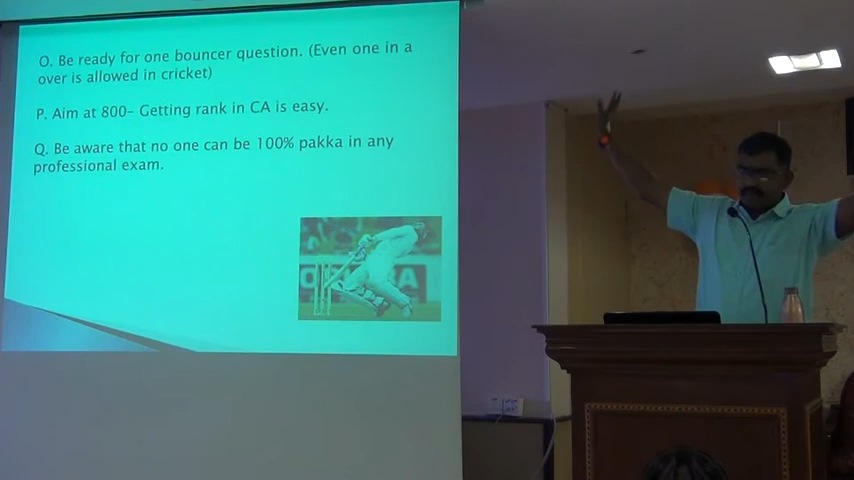 O. Be ready for one bouncer question. (Even one in a
over is allowed in cricket)
P. Aim at 800- Getting rank in CA is easy.
Q. Be aware that no one can be 100% pakka in any
professional exam.